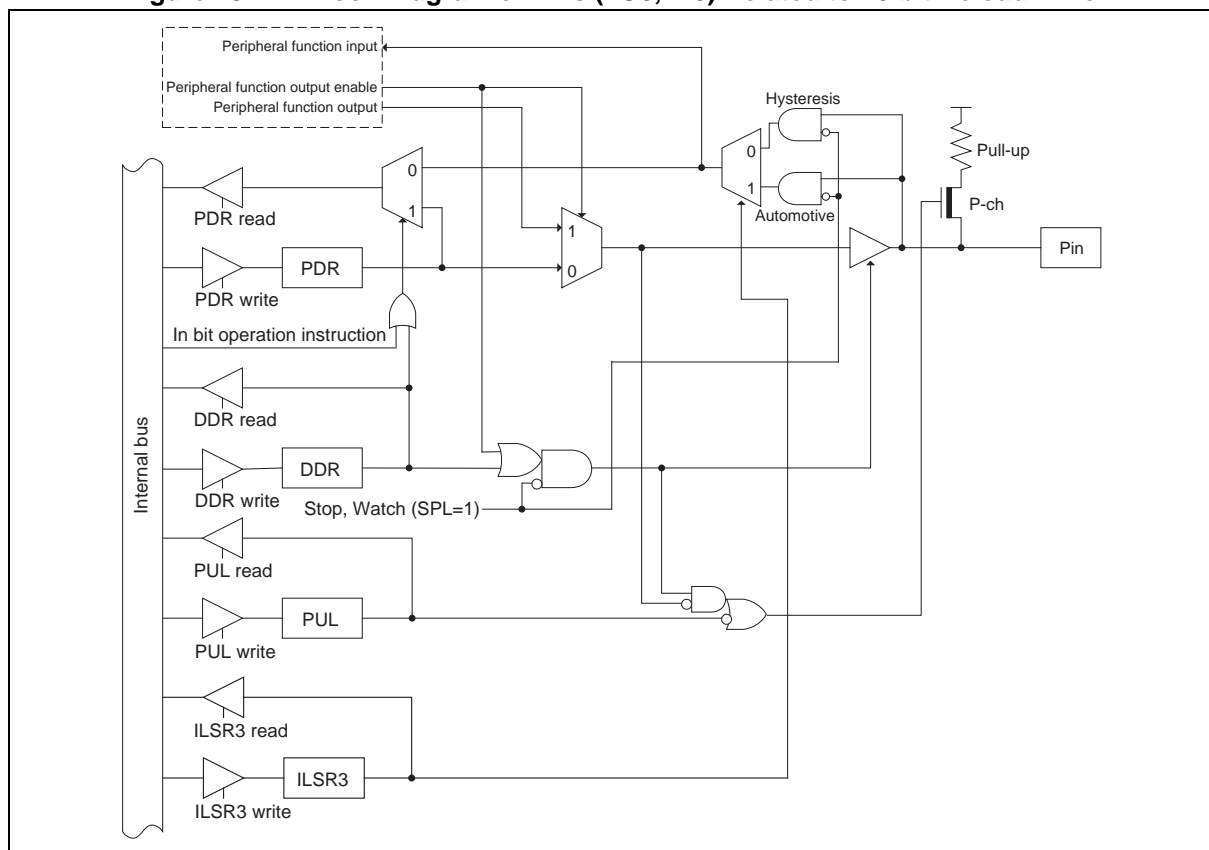 Peripheral function input
Peripheral function output enable
Peripheral function output
Hysteresis
0
1
Automotive
Pull-up
P-ch
Pin
0
1
PDR read
1
0
PDR
PDR write
In bit operation instruction
DDR read
DDR
DDR write
Stop, Watch (SPL=1)
Internal bus
PUL read
PUL
PUL write
ILSR3 read
ILSR3
ILSR3 write